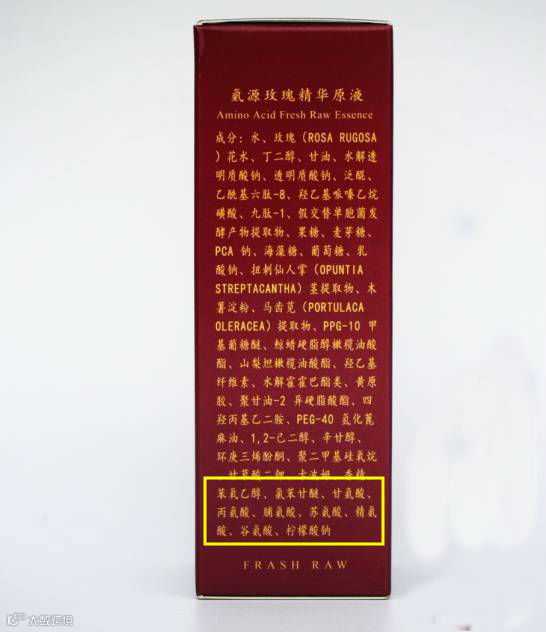 氨源玫瑰精华原液
Amino Acid Fresh Raw Essence
成分：水、玫瑰（ROSA RUGOSA
）花水、丁二醇、甘油、水解透
明质酸钠、透明质酸钠、泛醌、
乙酰基六肽-8、羟乙基哌嗪乙烷
磺酸、九肽-1、假交替单胞菌发
酵产物提取物、果糖、麦芽糖、
PCA 钠、海藻糖、葡萄糖、乳
酸钠、扭刺仙人掌（OPUNTIA
STREPTACANTHA）茎提取物、木
薯淀粉、马齿苋（PORTULACA
OLERACEA）提取物、PPG-10 甲
基葡糖醚、鲸蜡硬脂醇橄榄油酸
酯、山梨坦橄榄油酸酯、羟乙基
纤维素、水解霍霍巴酯类、黄原
胶、聚甘油-2 异硬脂酸酯、四
羟丙基乙二胺、PEG-40 氢化蓖
麻油、1,2-己二醇、辛甘醇、
环庚三烯酚酮、聚二甲基硅氧烷
、甘草酸二钾、卡波姆、香精、
苯氧乙醇、氯苯甘醚、甘氨酸、
丙氨酸、脯氨酸、苏氨酸、精氨
酸、谷氨酸、柠檬酸钠
FRASH RAW